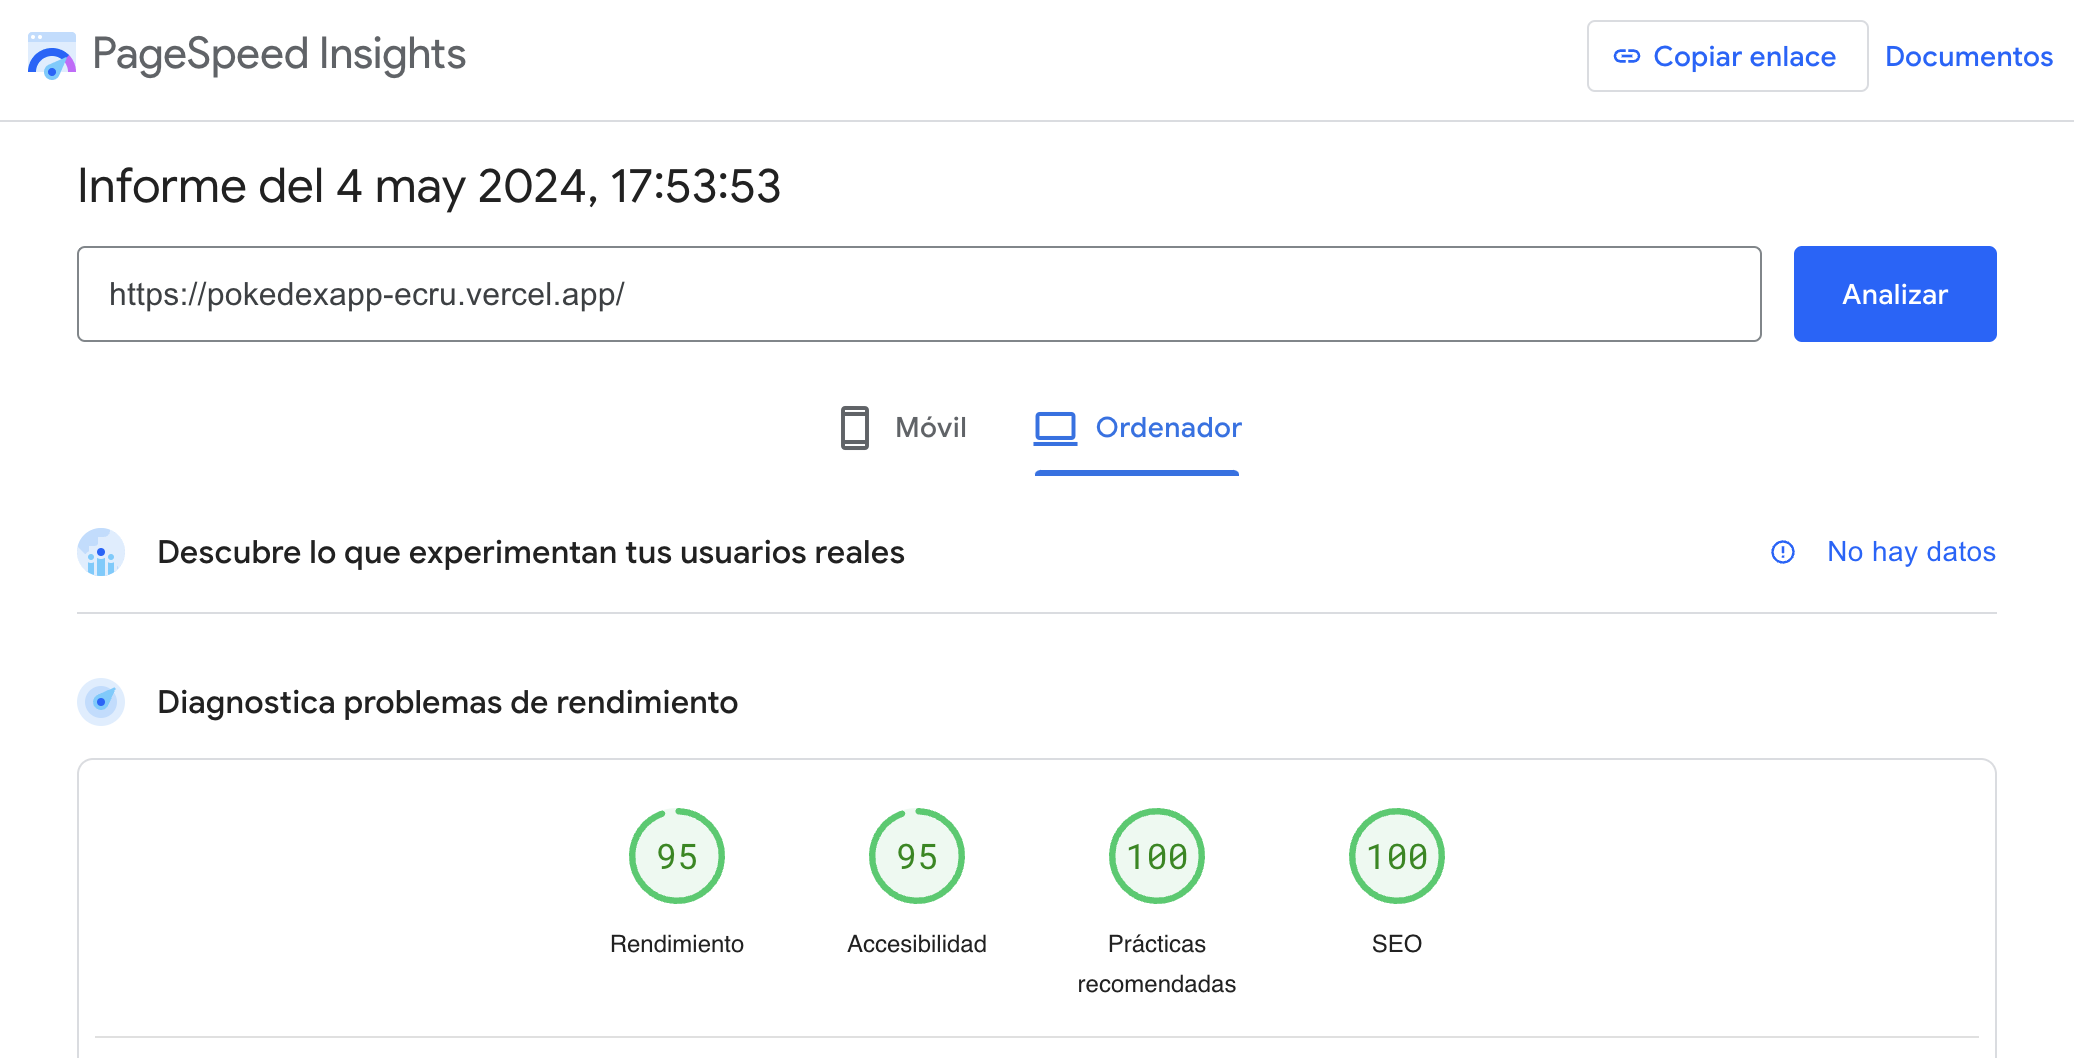 PageSpeed Insights
Copiar enlace
Documentos
Informe del 4 may 2024, 17:53:53
https://pokedexapp-ecru.vercel.app/
Analizar
Móvil
Ordenador
Descubre lo que experimentan tus usuarios reales
No hay datos
Diagnostica problemas de rendimiento
95
95
100
100
Rendimiento
Accesibilidad
Prácticas
recomendadas
SEO